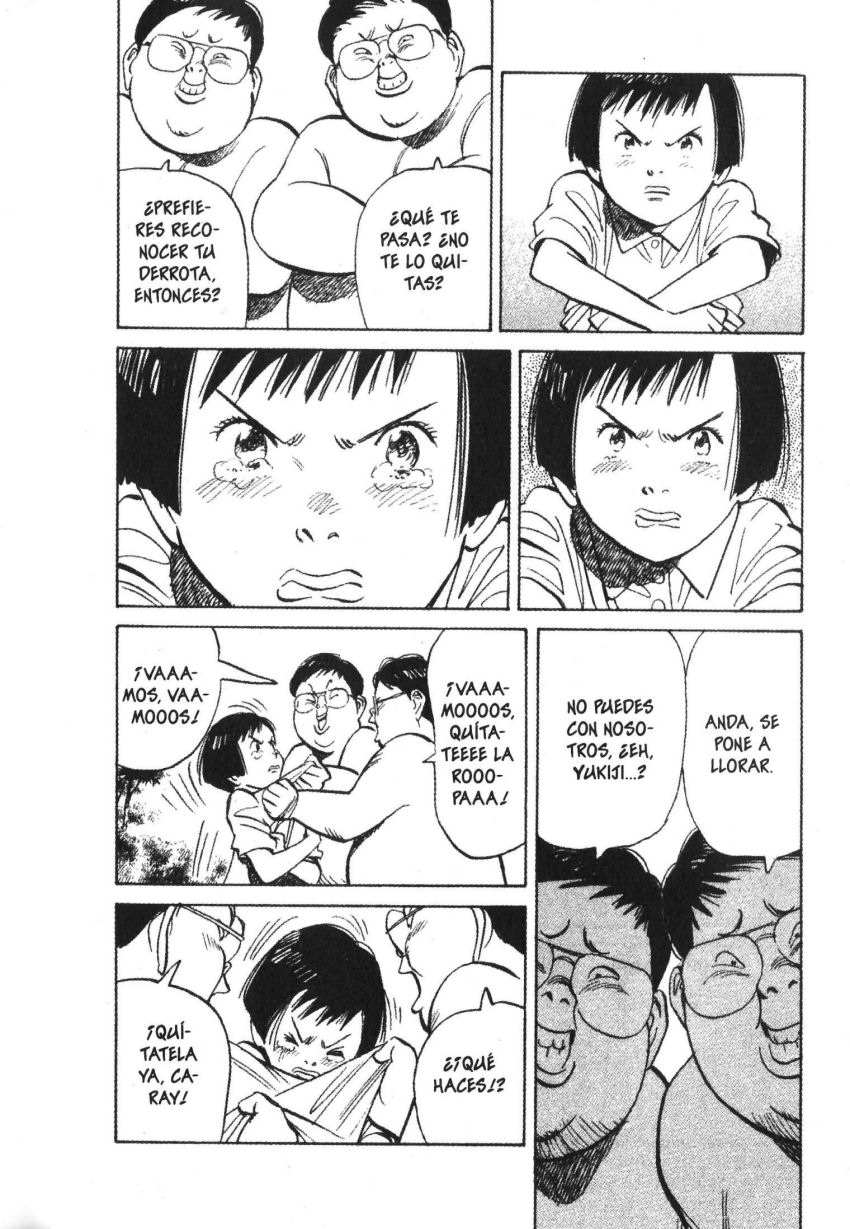 ¿QUÉ TE
PASA? ¿NO
TE LO QUI-
TAS?
¿PREFIE-
RES RECO-
NOCER TU
DERROTA,
ENTONCES?
ANDA, SE
PONE A
LLORAR.
NO PUEDES
CON NOSO-
TROS, ¿EH,
YUKIJI...?
¡VAAA-
MOOOOS,
QUÍTA-
TEEEE LA
ROOO-
PAAA!
¡VAAA-
MOS, VAA-
MOOOS!
¿¡QUÉ
HACES!?
¡QUÍ-
TATELA
YA, CA-
RAY!